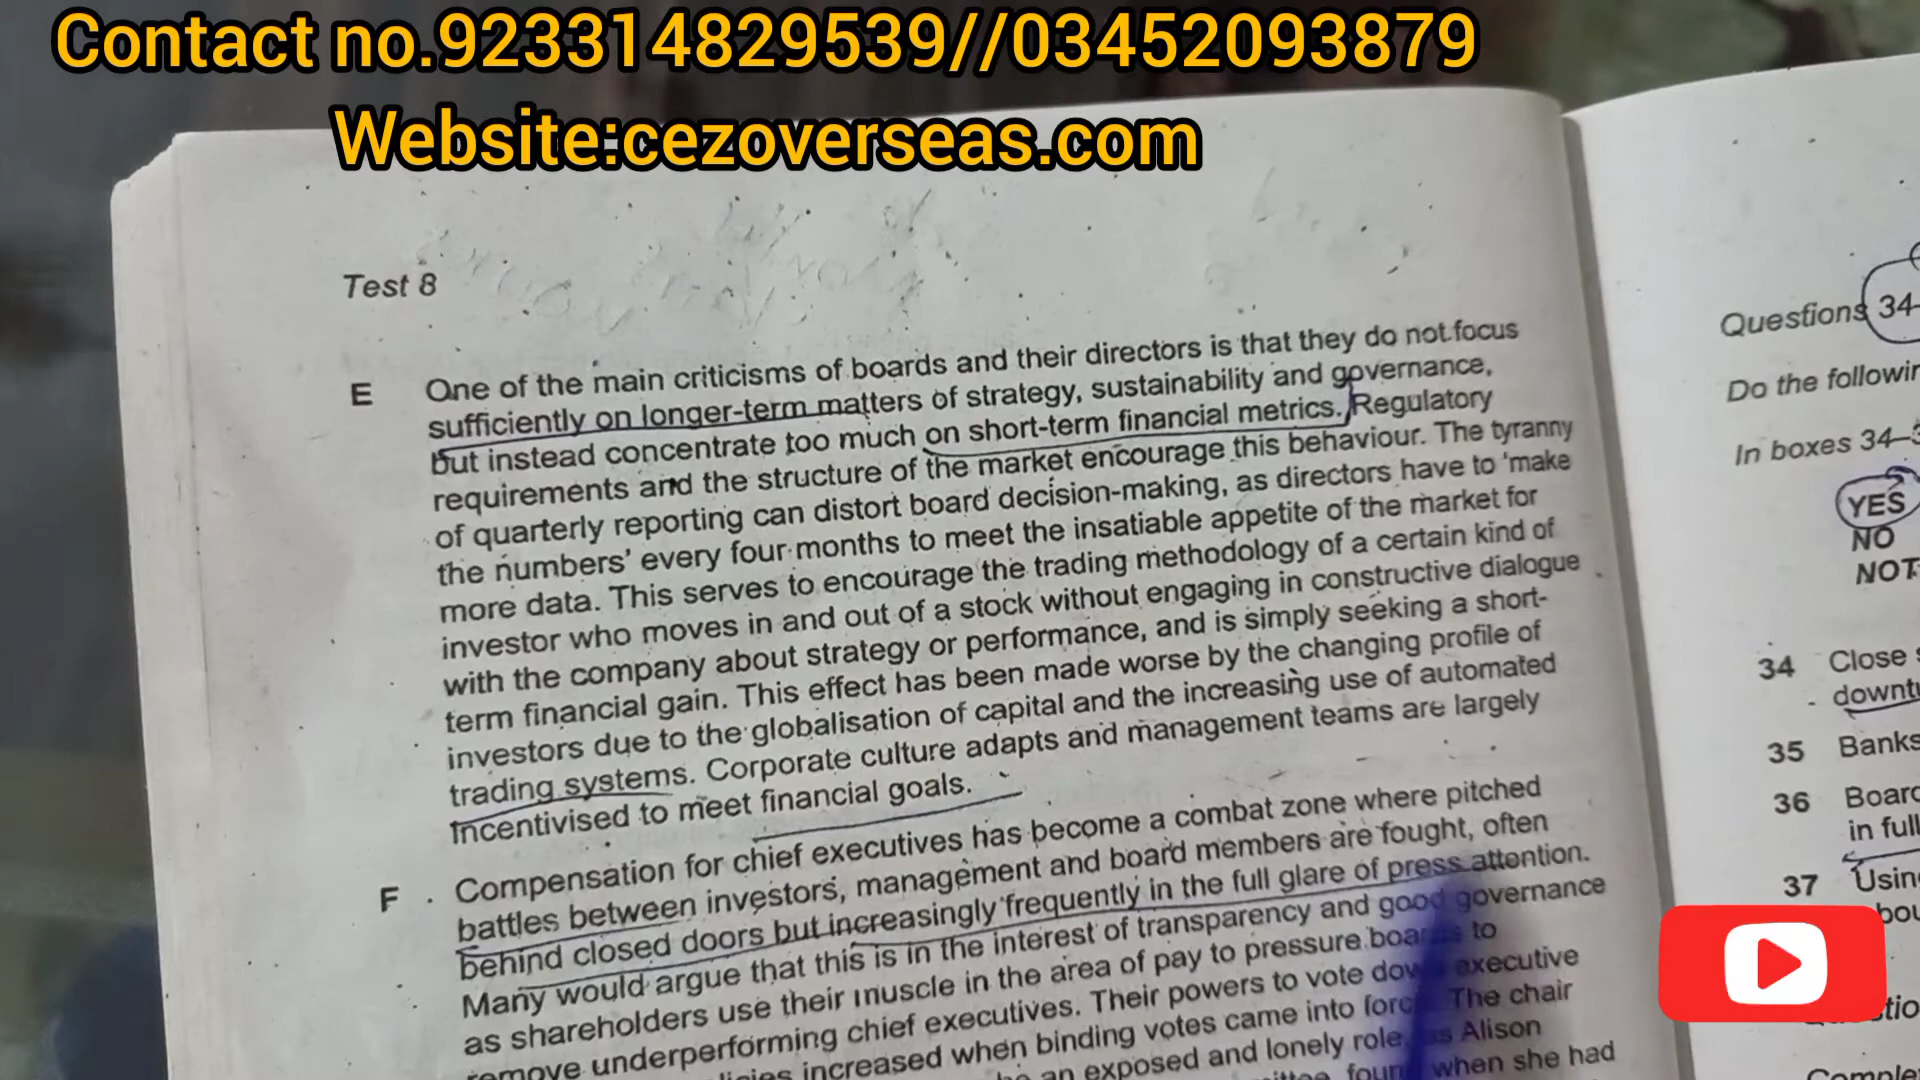 Contact no.923314829539//03452093879
Website:cezoverseas.com
Test 8
E One of the main criticisms of boards and their directors is that they do not focus
sufficiently on longer-term matters of strategy, sustainability and governance,
but instead concentrate too much on short-term financial metrics. Regulatory
requirements and the structure of the market encourage this behaviour. The tyranny
of quarterly reporting can distort board decision-making, as directors have to 'make
the numbers' every four months to meet the insatiable appetite of the market for
more data. This serves to encourage the trading methodology of a certain kind of
investor who moves in and out of a stock without engaging in constructive dialogue
with the company about strategy or performance, and is simply seeking a short-
term financial gain. This effect has been made worse by the changing profile of
investors due to the globalisation of capital and the increasing use of automated
trading systems. Corporate culture adapts and management teams are largely
incentivised to meet financial goals.
F Compensation for chief executives has become a combat zone where pitched
battles between investors, management and board members are fought, often
behind closed doors but increasingly frequently in the full glare of press attention.
Many would argue that this is in the interest of transparency and good governance
as shareholders use their muscle in the area of pay to pressure boards to
remove underperforming chief executives. Their powers to vote down executive
increased when binding votes came into force. The chair
an exposed and lonely role, as Alison
found when she had
Questions 34
Do the
In boxes 34
YES
NO
NOT
34 Close
35 Banks
36
in full
37 Using